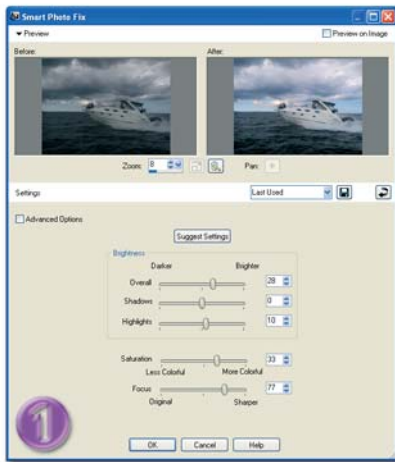 Smart Photo Fix
Preview
Preview on Image
Before:
After:
Zoom: 8
Pan:
Settings
Last Used
Advanced Options
Suggest Settings
Brightness
Darker Brighter
Overall 28
Shadows 0
Highlights 10
Saturation 33
Less Colorful More Colorful
Focus 77
Original Sharper
1
OK Cancel Help